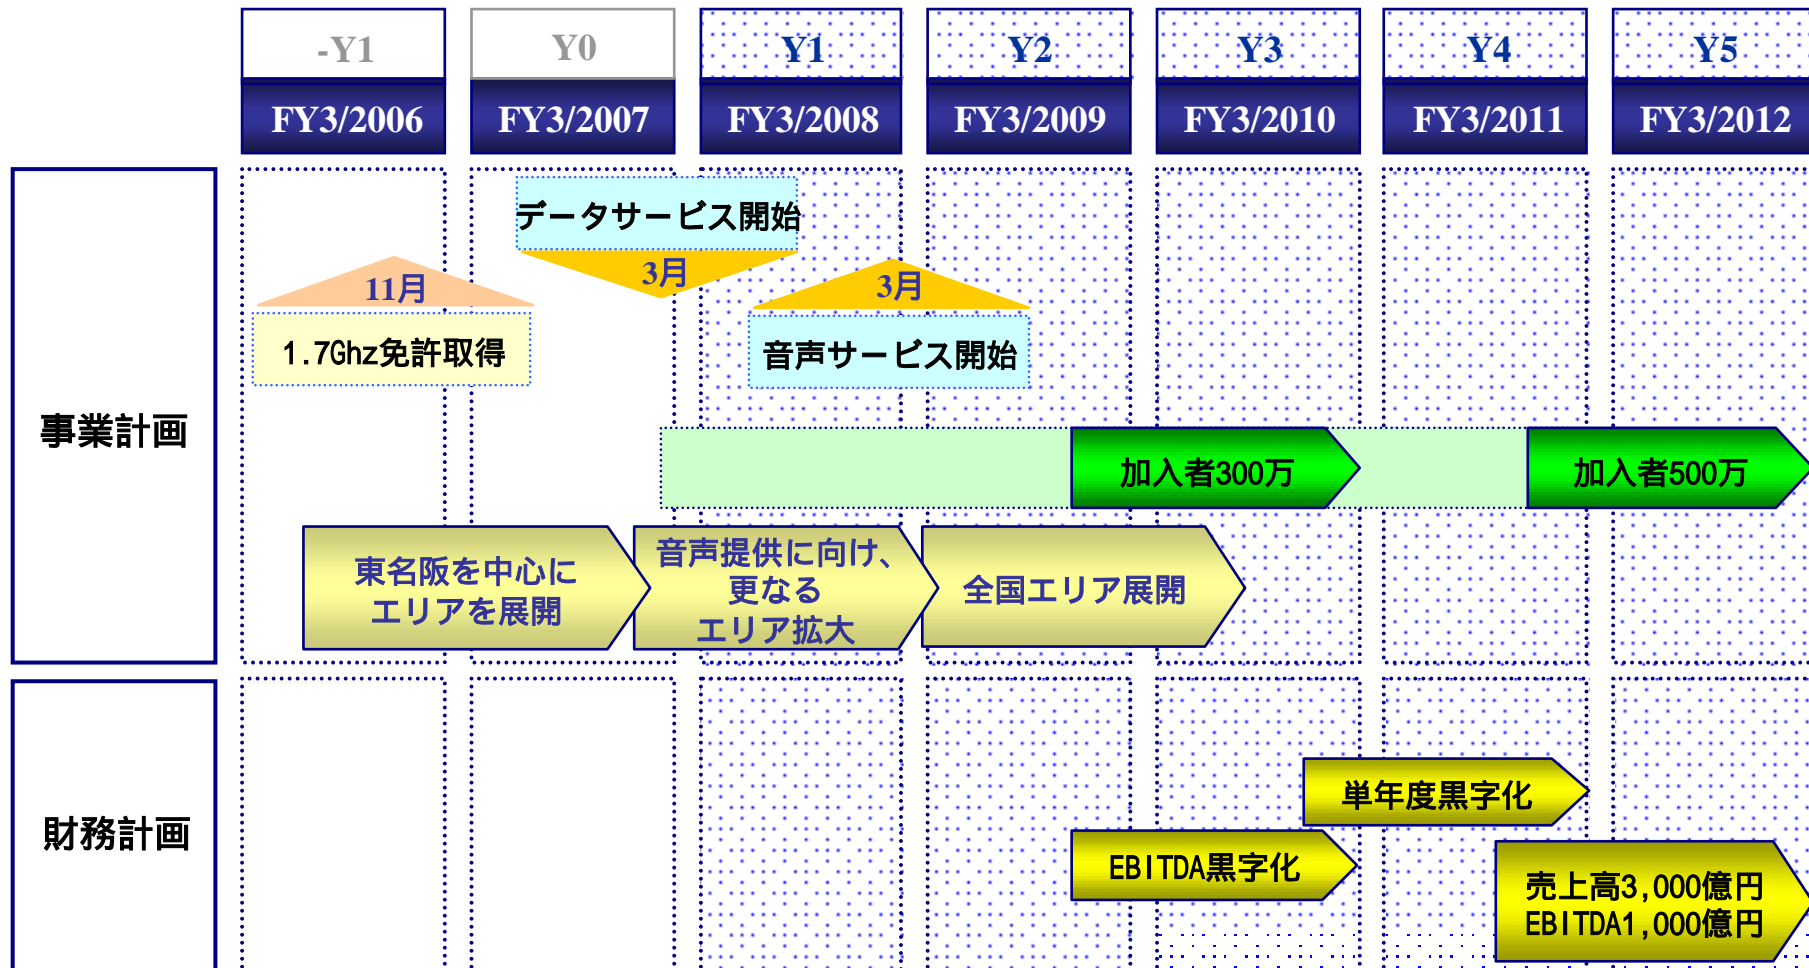 -Y1
Y0
Y1
Y2
Y3
Y4
Y5
FY3/2006
FY3/2007
FY3/2008
FY3/2009
FY3/2010
FY3/2011
FY3/2012
事業計画
データサービス開始
3月
11月
1.7Ghz免許取得
3月
音声サービス開始
加入者300万
加入者500万
東名阪を中心に
エリアを展開
音声提供に向け、
更なる
エリア拡大
全国エリア展開
財務計画
単年度黒字化
EBITDA黒字化
売上高3,000億円
EBITDA1,000億円